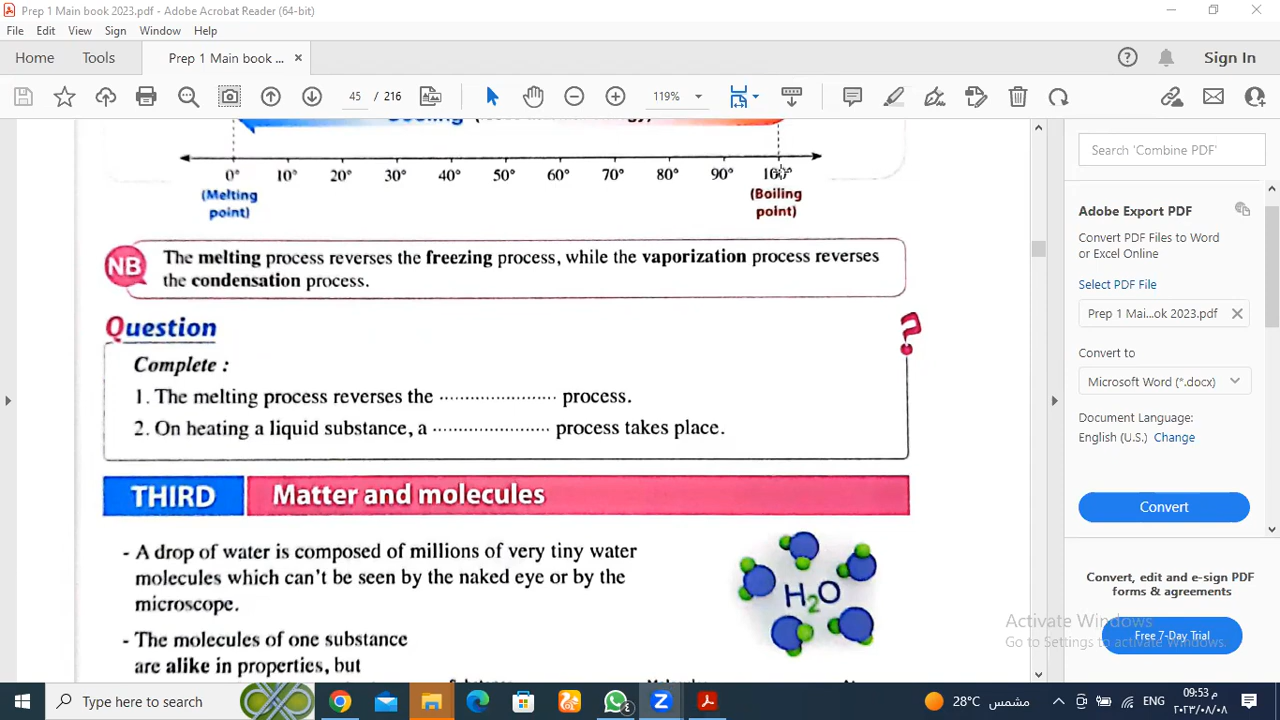 Prep 1 Main book 2023.pdf - Adobe Acrobat Reader (64-bit)
File Edit View Sign Window Help
Home Tools Prep 1 Main book ... × Sign In
45 / 216 119%
Cooling
0° 10° 20° 30° 40° 50° 60° 70° 80° 90° 100°
(Melting point)
(Boiling point)
NB
The melting process reverses the freezing process, while the vaporization process reverses
the condensation process.
Question
?
Complete :
1. The melting process reverses the ........................ process.
2. On heating a liquid substance, a ........................ process takes place.
THIRD Matter and molecules
- A drop of water is composed of millions of very tiny water
molecules which can't be seen by the naked eye or by the
microscope.
H2O
- The molecules of one substance
are alike in properties, but
Search 'Combine PDF'
Adobe Export PDF
Convert PDF Files to Word
or Excel Online
Select PDF File
Prep 1 Mai...ok 2023.pdf ×
Convert to
Microsoft Word (*.docx)
Document Language:
English (U.S.) Change
Convert
Convert, edit and e-sign PDF
forms & agreements
Free 7-Day Trial
Activate Windows
Go to Settings to activate Windows.
Type here to search
٤
28°C مشمس
ENG
09:53 م
٢٠٢٣/٠٨/٠٨